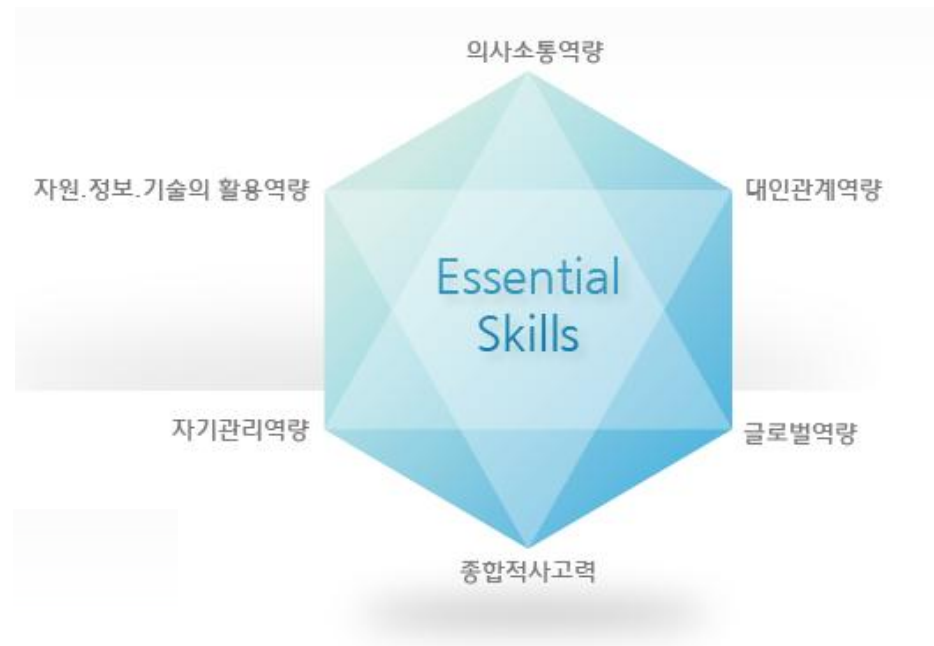 의사소통역량
자원.정보.기술의 활용역량
대인관계역량
Essential
Skills
자기관리역량
글로벌역량
종합적사고력